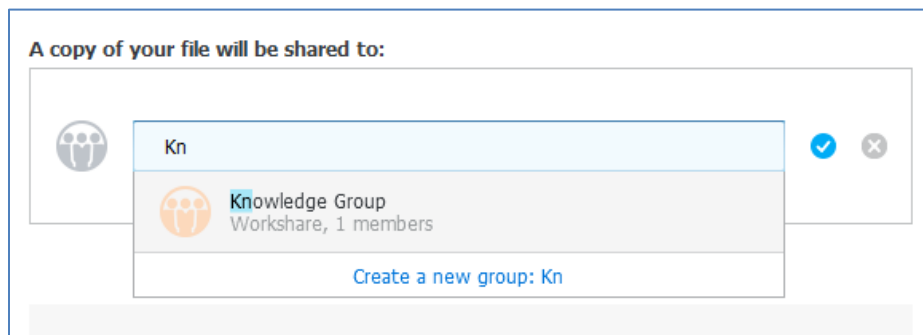 A copy of your file will be shared to:
Kn
Knowledge Group
Workshare, 1 members
Create a new group: Kn